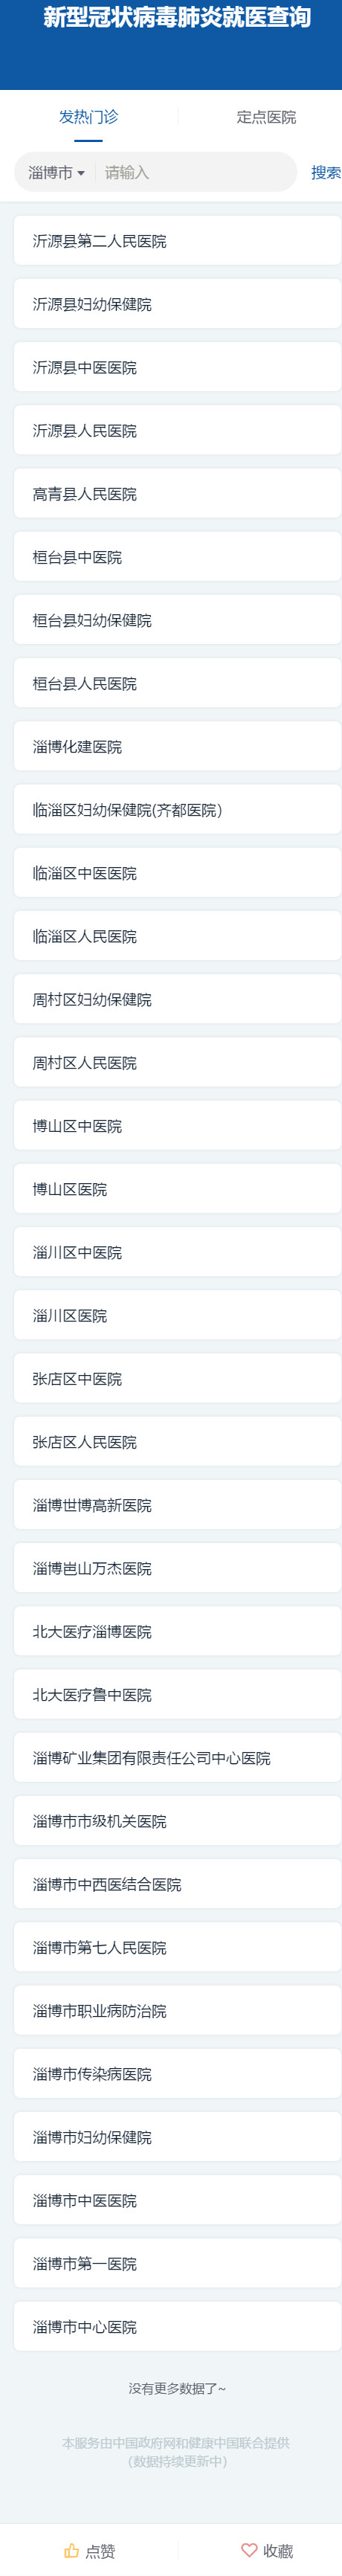 新型冠状病毒肺炎就医查询
发热门诊 定点医院
淄博市 请输入 搜索
沂源县第二人民医院
沂源县妇幼保健院
沂源县中医医院
沂源县人民医院
高青县人民医院
桓台县中医院
桓台县妇幼保健院
桓台县人民医院
淄博化建医院
临淄区妇幼保健院(齐都医院)
临淄区中医医院
临淄区人民医院
周村区妇幼保健院
周村区人民医院
博山区中医院
博山区医院
淄川区中医院
淄川区医院
张店区中医院
张店区人民医院
淄博世博高新医院
淄博岜山万杰医院
北大医疗淄博医院
北大医疗鲁中医院
淄博矿业集团有限责任公司中心医院
淄博市市级机关医院
淄博市中西医结合医院
淄博市第七人民医院
淄博市职业病防治院
淄博市传染病医院
淄博市妇幼保健院
淄博市中医医院
淄博市第一医院
淄博市中心医院
没有更多数据了~
本服务由中国政府网和健康中国联合提供
(数据持续更新中)
点赞 收藏